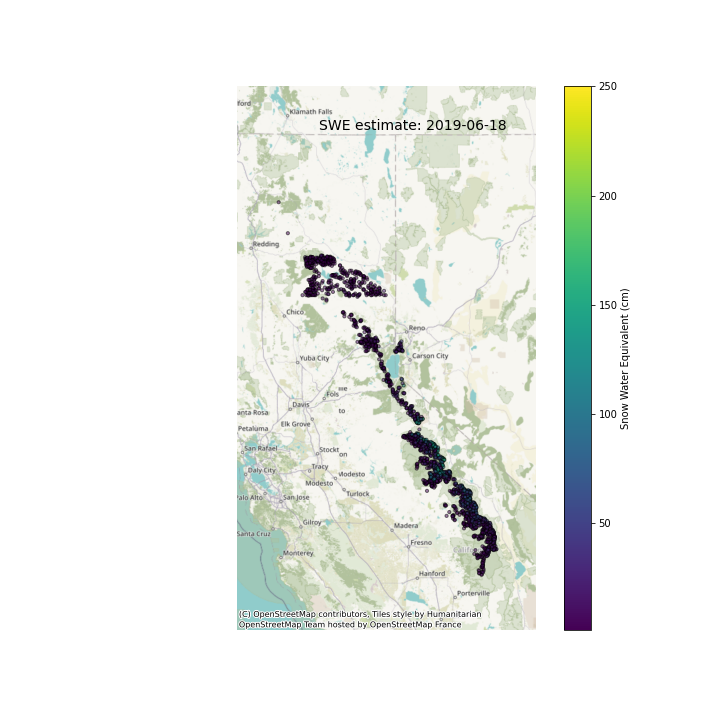 ford
Klamath Falls
SWE estimate: 2019-06-18
Redding
Chico
Reno
Carson City
Yuba City
Fols
Davis
anta Rosa
to
Elk Grove
Petaluma
San Rafael
Stockt
on
Daly City
Tracy
Modesto
Modesto
Palo Alto
San Jose
Turlock
Gilroy
Madera
Santa Cruz
Fresno
Monterey
Hanford
Porterville
(C) OpenStreetMap contributors, Tiles style by Humanitarian
OpenStreetMap Team hosted by OpenStreetMap France
250
200
150
100
50
Snow Water Equivalent (cm)